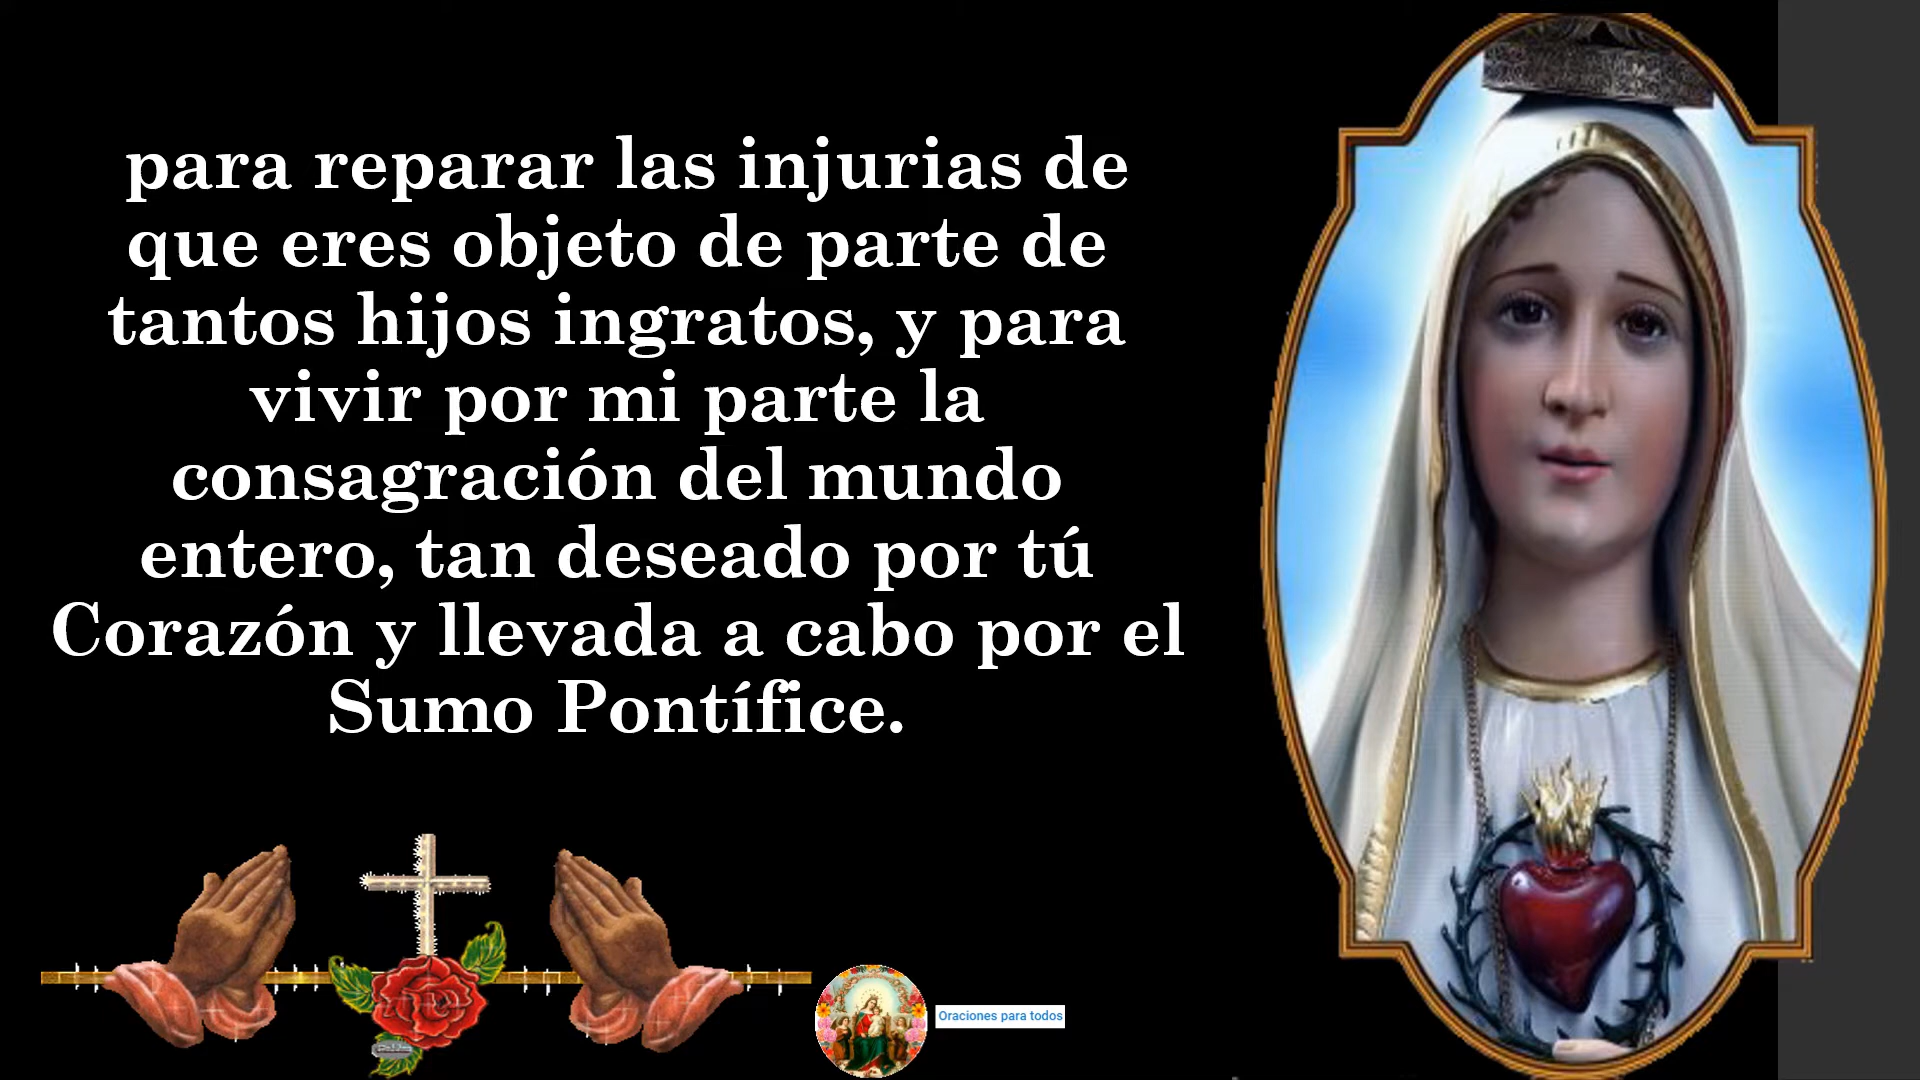 para reparar las injurias de
que eres objeto de parte de
tantos hijos ingratos, y para
vivir por mi parte la
consagración del mundo
entero, tan deseado por tú
Corazón y llevada a cabo por el
Sumo Pontífice.
Oraciones para todos